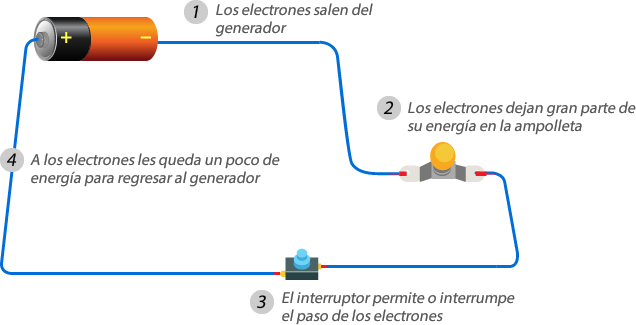 1 Los electrones salen del
generador
+ −
2 Los electrones dejan gran parte de
su energía en la ampolleta
4 A los electrones les queda un poco de
energía para regresar al generador
3 El interruptor permite o interrumpe
el paso de los electrones